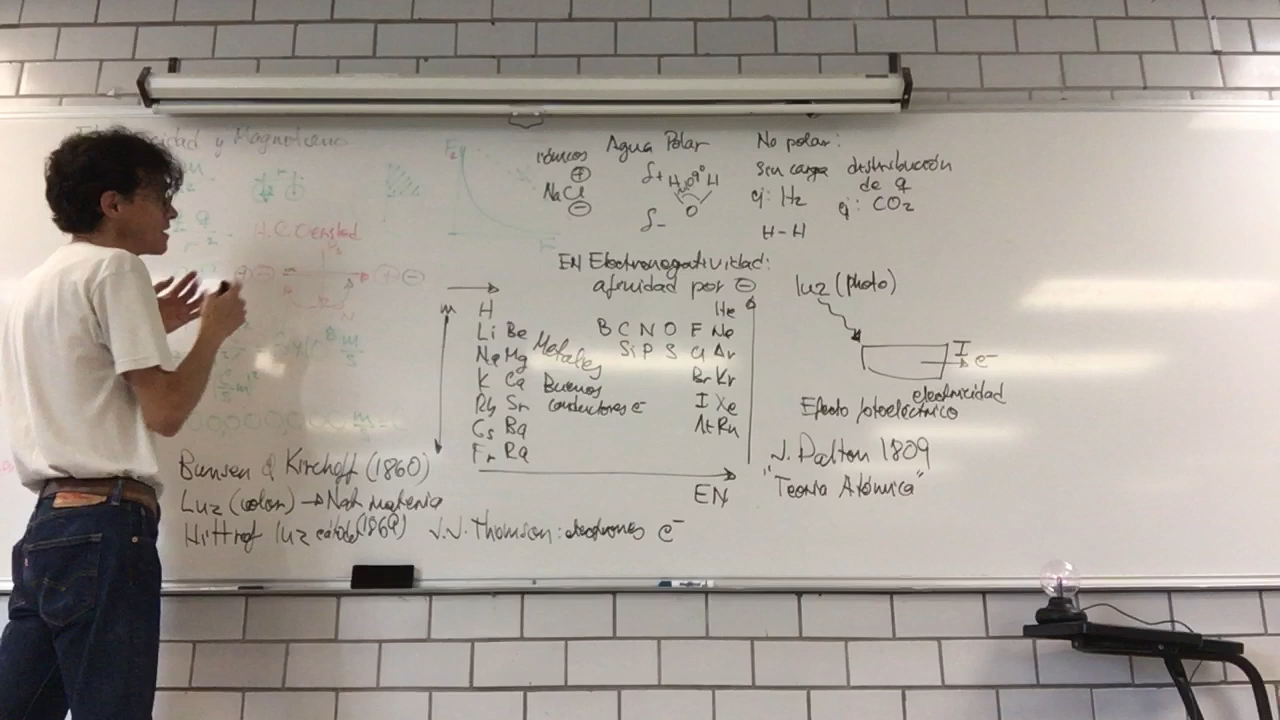 y Magnetismo
H.C. Oersted
iónicos
⊕
NaCl
⊖
Agua Polar
δ+ H 109° H
O
δ-
No polar:
sin carga
ej: H₂
H-H
distribución
de q
ej: CO₂
EN Electronegatividad:
afinidad por ⊖
m H He
Li Be B C N O F Ne
Na Mg Si P S Cl Ar
K Ca Br Kr
Rb Sr I Xe
Cs Ba At Rn
Fr Ra
Metales
Buenos
conductores e⁻
EN
luz (photo)
I
e⁻
electricidad
Efecto fotoeléctrico
J. Dalton 1809
"Teoría Atómica"
Bunsen & Kirchoff (1860)
Luz (color) → Nat materia
Hittrof luz cátodo (1869)
J.J. Thomson: electrones e⁻